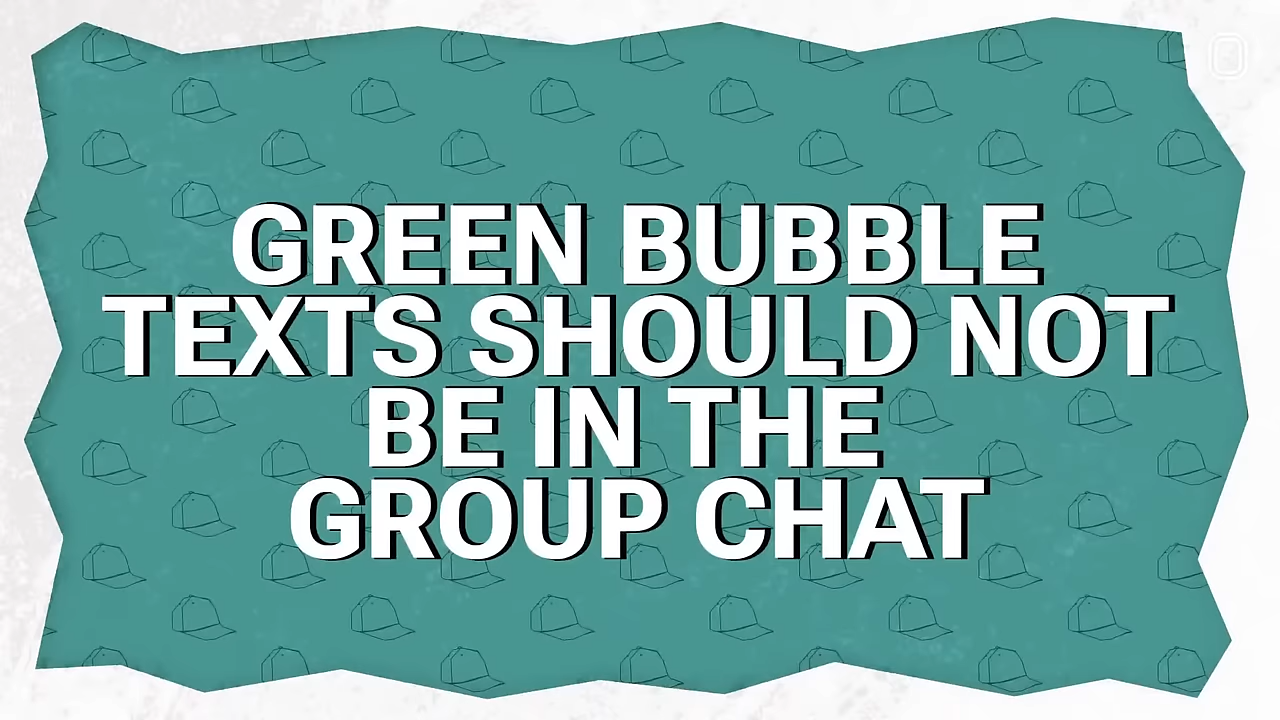 GREEN BUBBLE
TEXTS SHOULD NOT
BE IN THE
GROUP CHAT